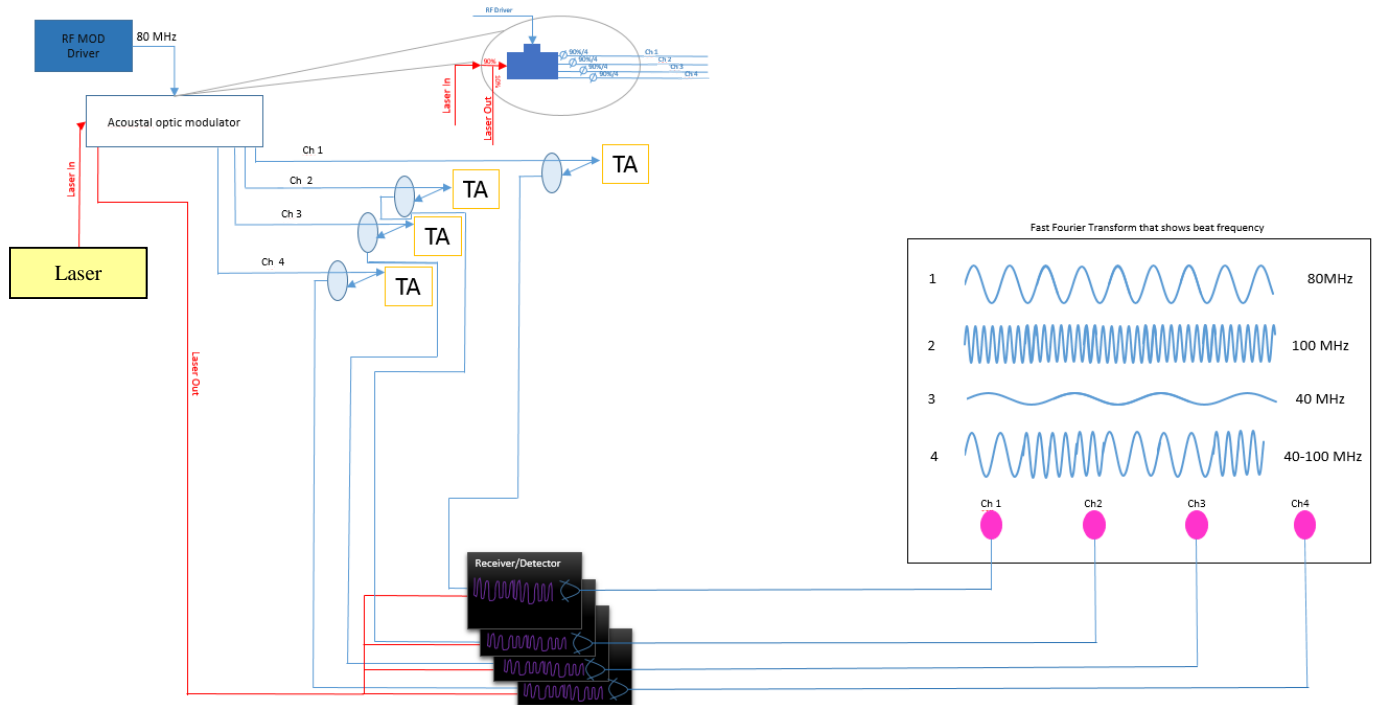 RF MOD
Driver
80 MHz
RF Driver
90%/4
Ch 1
90%/4
Ch 2
90%/4
Ch 3
90%/4
Ch 4
90%
10%
Laser In
Laser Out
Acoustal optic modulator
Laser In
Ch 1
TA
Ch 2
TA
Ch 3
TA
Ch 4
TA
Laser
Laser Out
Fast Fourier Transform that shows beat frequency
1
80MHz
2
100 MHz
3
40 MHz
4
40-100 MHz
Ch 1
Ch2
Ch3
Ch4
Receiver/Detector